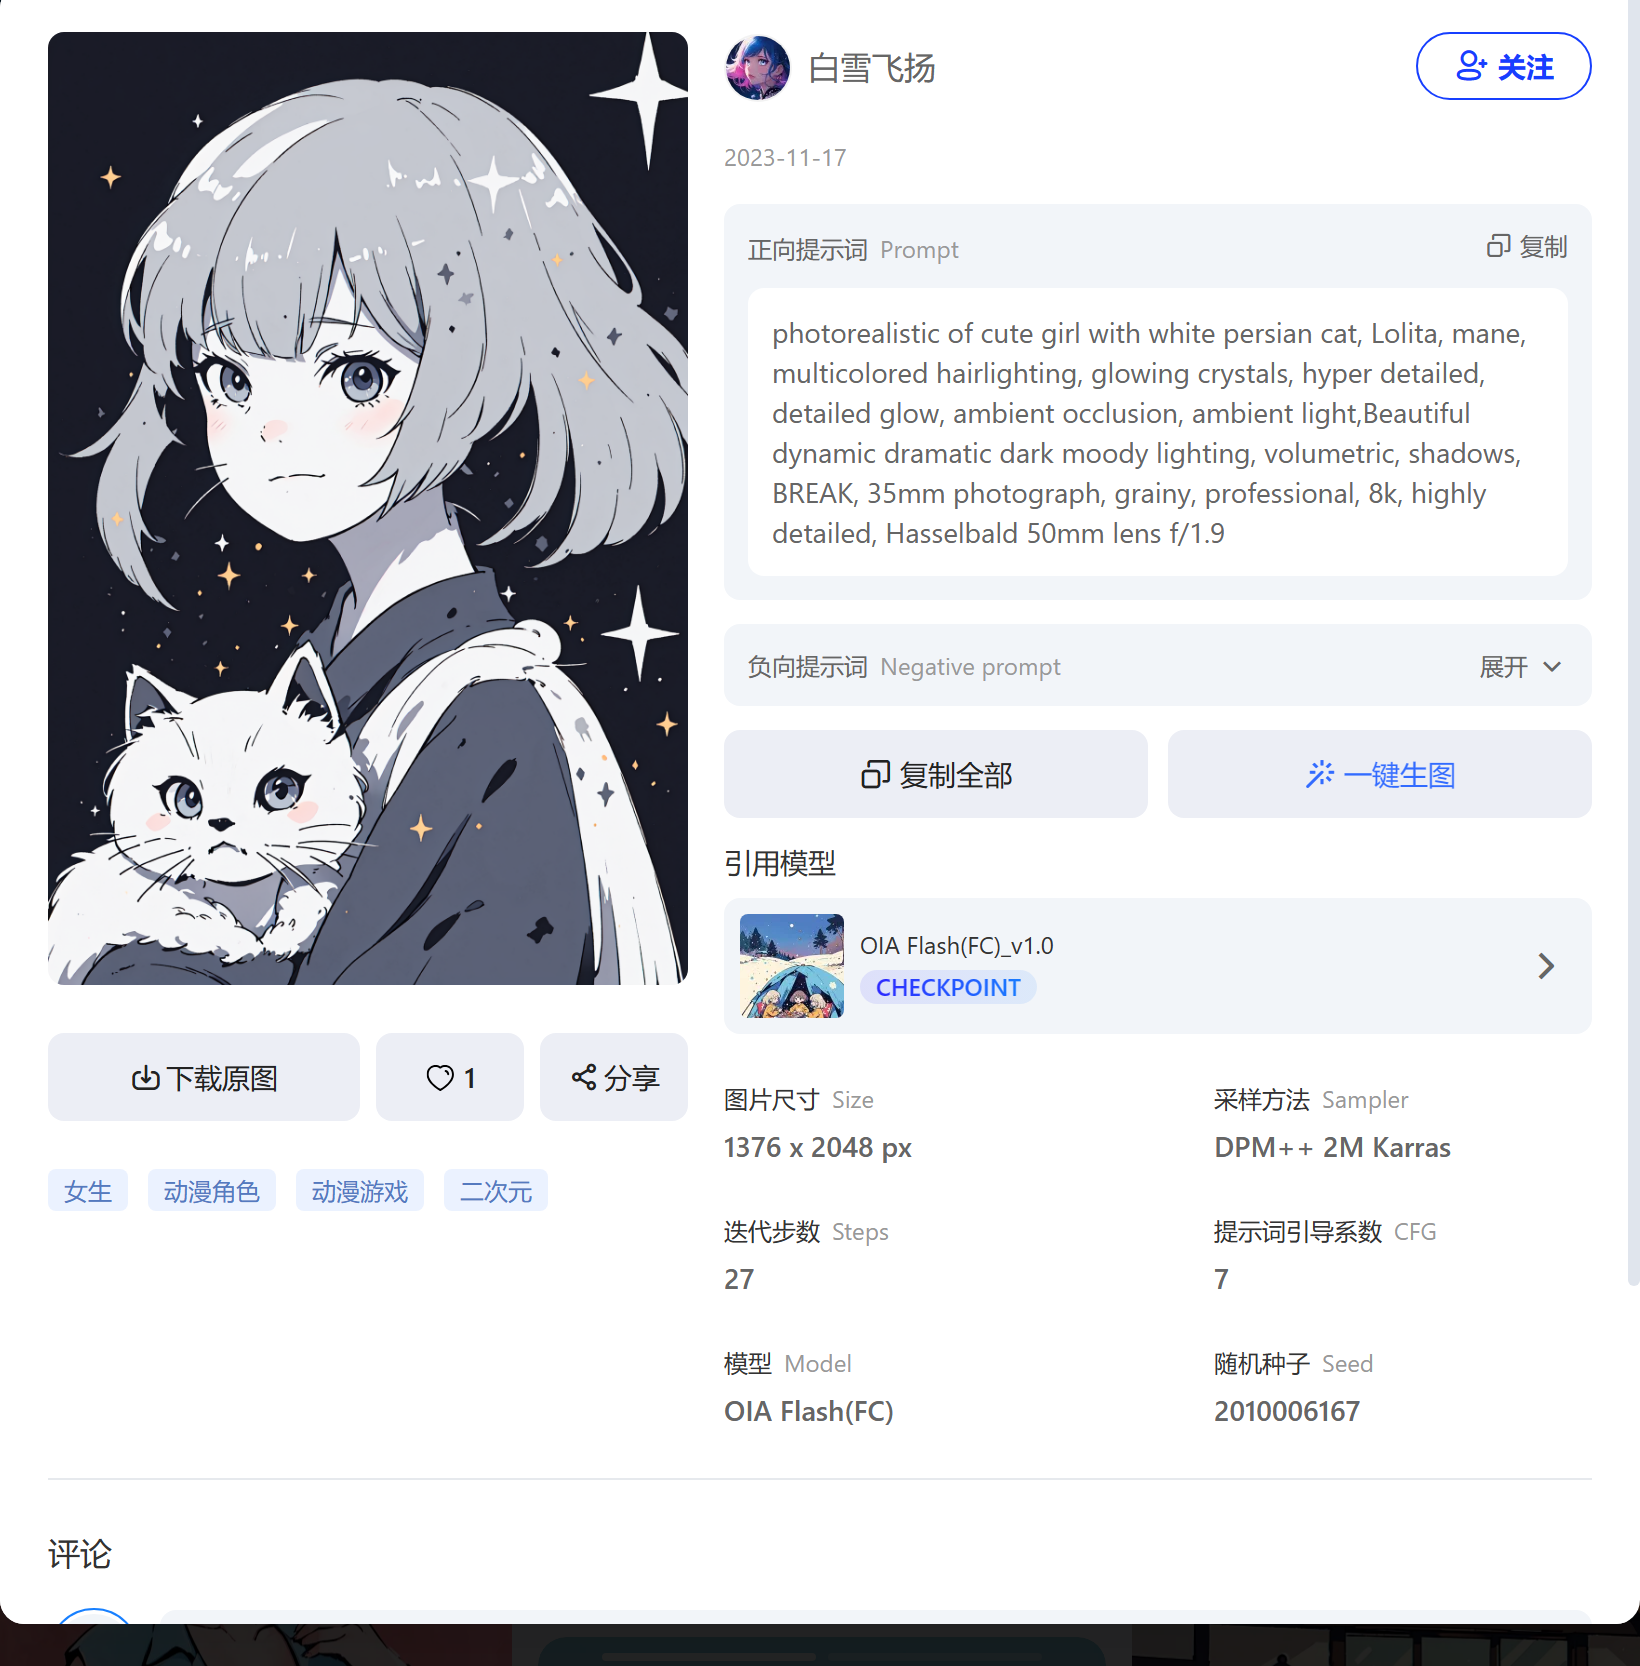 白雪飞扬
关注
2023-11-17
正向提示词 Prompt
复制
photorealistic of cute girl with white persian cat, Lolita, mane,
multicolored hairlighting, glowing crystals, hyper detailed,
detailed glow, ambient occlusion, ambient light,Beautiful
dynamic dramatic dark moody lighting, volumetric, shadows,
BREAK, 35mm photograph, grainy, professional, 8k, highly
detailed, Hasselbald 50mm lens f/1.9
负向提示词 Negative prompt
展开
复制全部
一键生图
引用模型
OIA Flash(FC)_v1.0
CHECKPOINT
下载原图
1
分享
女生
动漫角色
动漫游戏
二次元
图片尺寸 Size
1376 x 2048 px
采样方法 Sampler
DPM++ 2M Karras
迭代步数 Steps
27
提示词引导系数 CFG
7
模型 Model
OIA Flash(FC)
随机种子 Seed
2010006167
评论